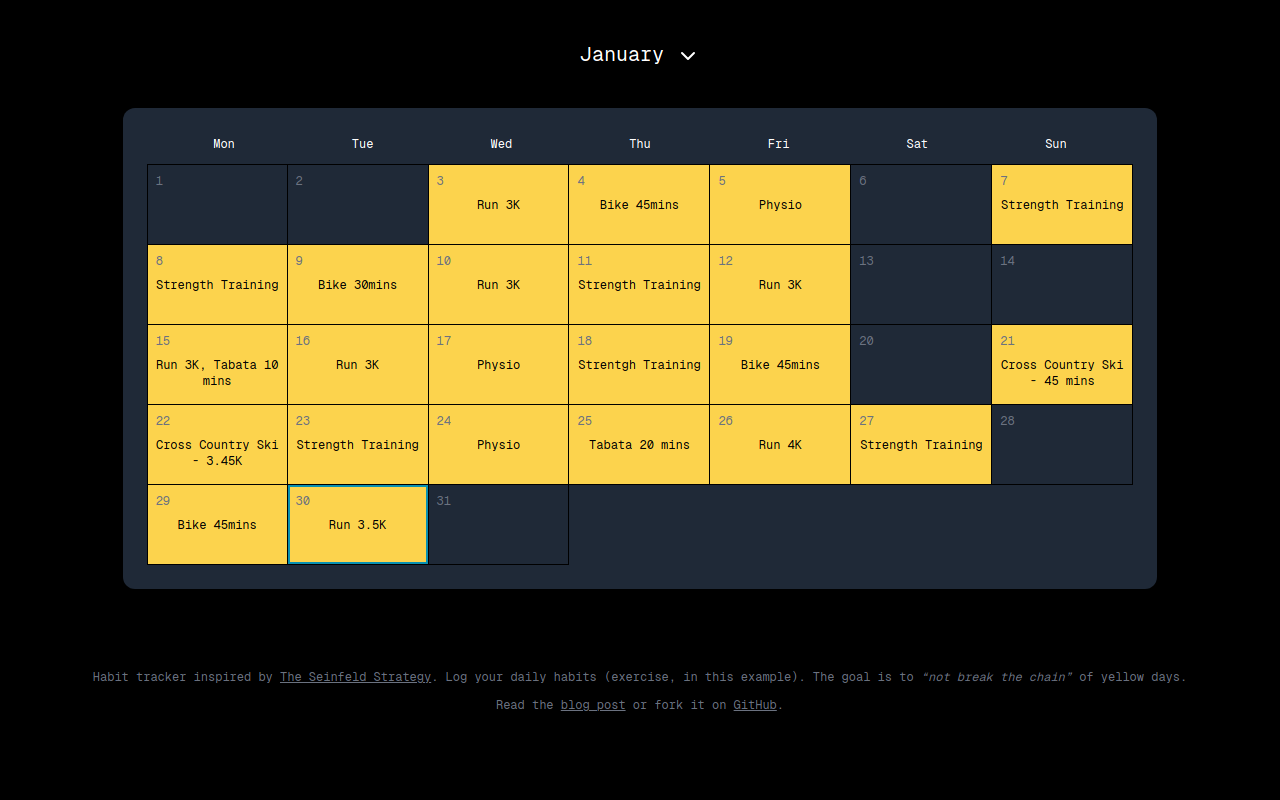 January
Mon Tue Wed Thu Fri Sat Sun
1 2 3 4 5 6 7
Run 3K Bike 45mins Physio Strength Training
8 9 10 11 12 13 14
Strength Training Bike 30mins Run 3K Strength Training Run 3K
15 16 17 18 19 20 21
Run 3K, Tabata 10 Run 3K Physio Strentgh Training Bike 45mins Cross Country Ski
mins - 45 mins
22 23 24 25 26 27 28
Cross Country Ski Strength Training Physio Tabata 20 mins Run 4K Strength Training
- 3.45K
29 30 31
Bike 45mins Run 3.5K
Habit tracker inspired by The Seinfeld Strategy. Log your daily habits (exercise, in this example). The goal is to “not break the chain” of yellow days.
Read the blog post or fork it on GitHub.